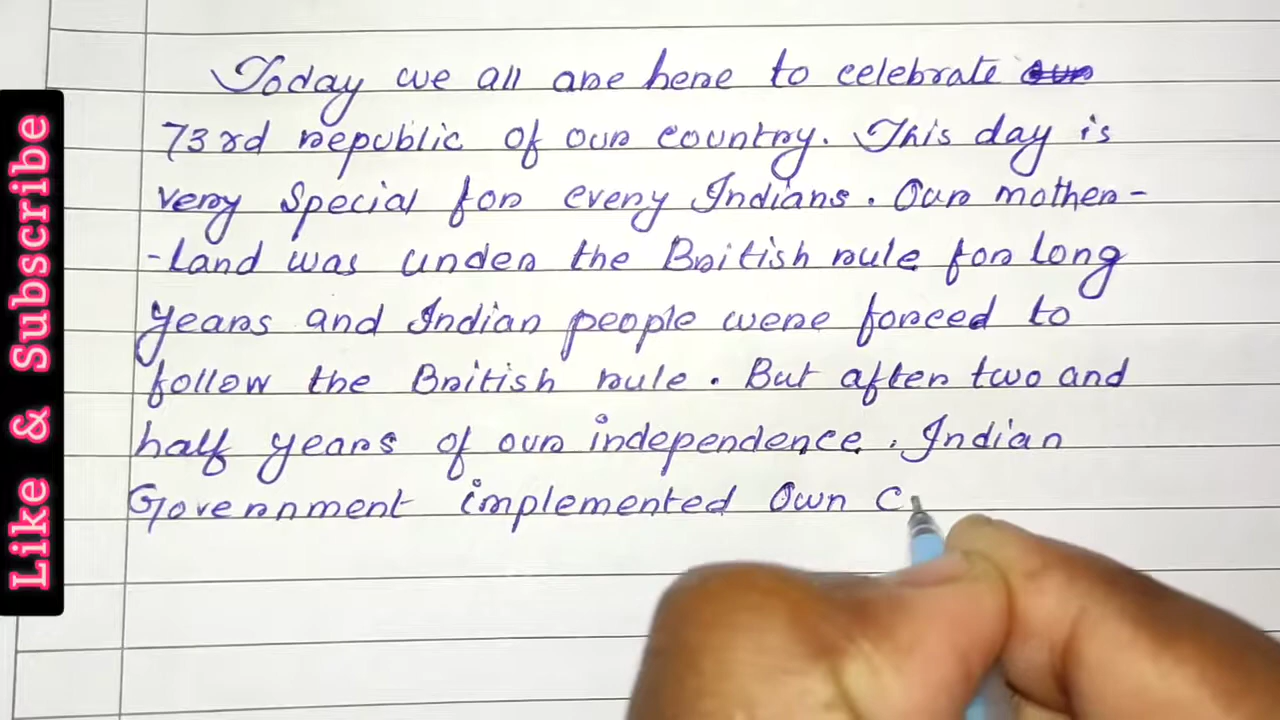 Like & Subscribe
Today we all are here to celebrate our
73rd republic of our country. This day is
very Special for every Indians. Our mother-
-land was under the British rule for long
years and Indian people were forced to
follow the British rule. But after two and
half years of our independence. Indian
Government implemented Own C